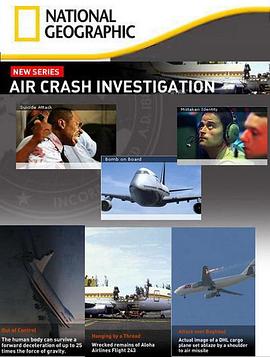 NATIONAL
GEOGRAPHIC
NEW SERIES
AIR CRASH INVESTIGATION
Suicide Attack
Mistaken Identity
Bomb on Board
Out of Control
The human body can survive a
forward deceleration of up to 25
times the force of gravity.
Hanging by a Thread
Wrecked remains of Aloha
Airlines Flight 243
Attack over Baghdad
Actual image of a DHL cargo
plane set ablaze by a shoulder to
air missile